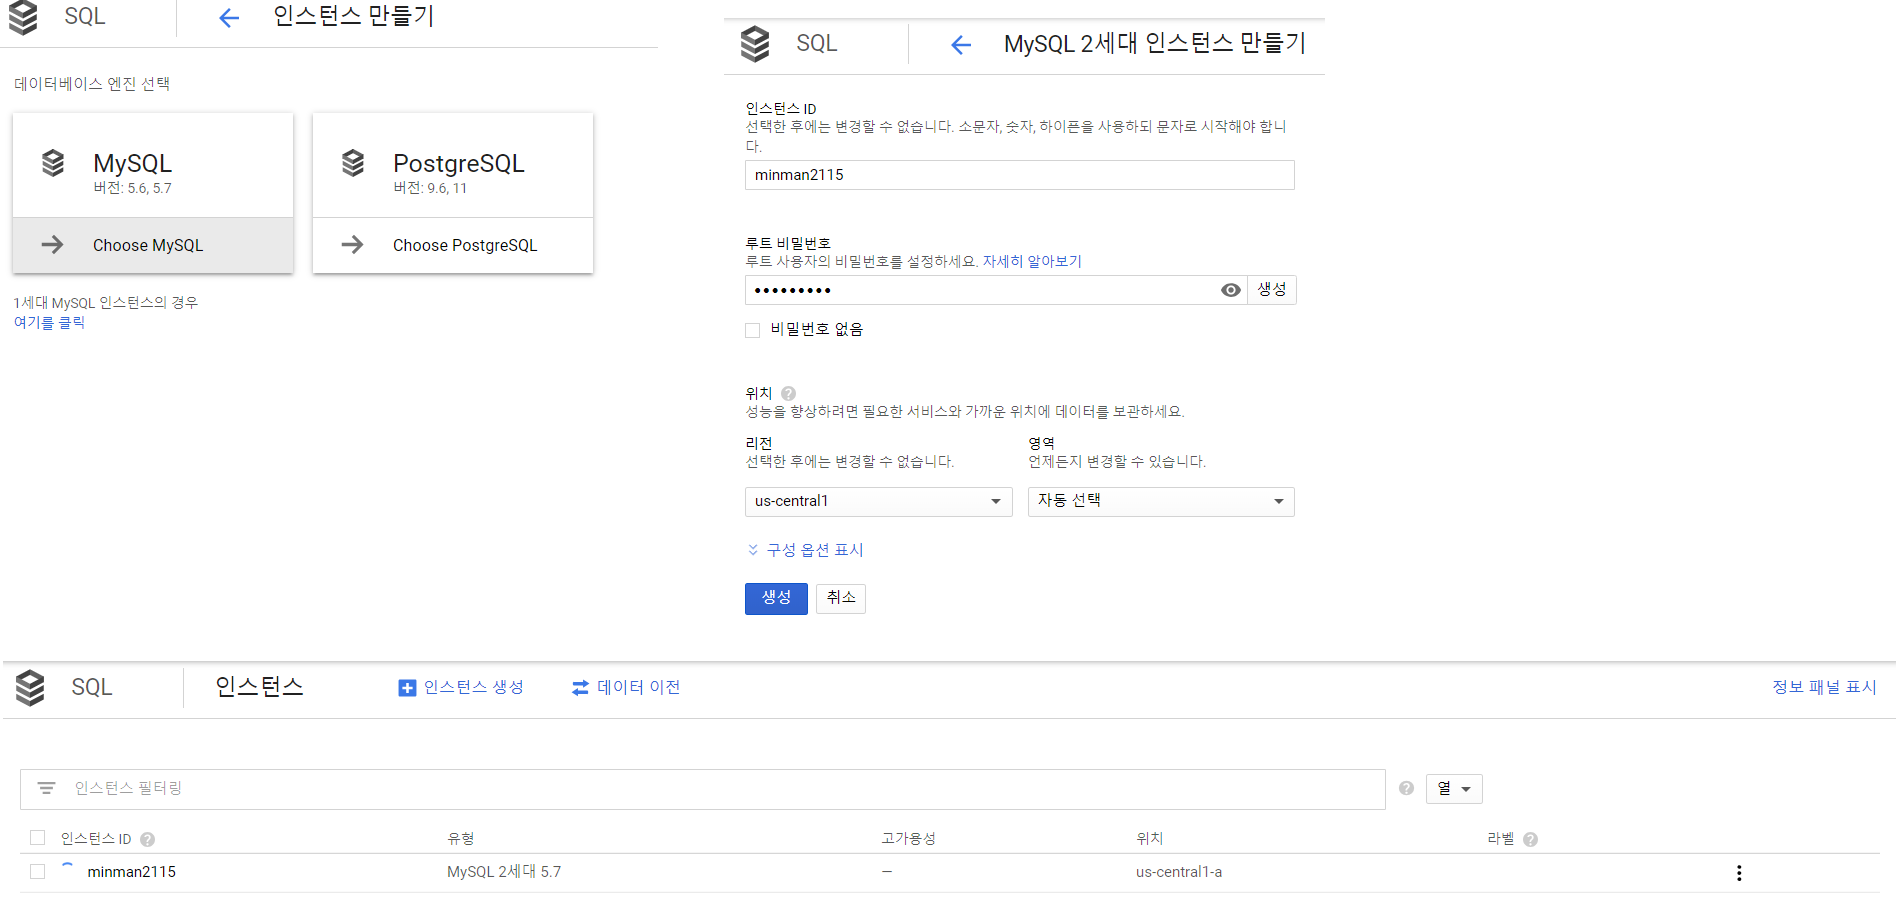 SQL
인스턴스 만들기
데이터베이스 엔진 선택
MySQL
버전: 5.6, 5.7
Choose MySQL
PostgreSQL
버전: 9.6, 11
Choose PostgreSQL
1세대 MySQL 인스턴스의 경우
여기를 클릭
SQL
MySQL 2세대 인스턴스 만들기
인스턴스 ID
선택한 후에는 변경할 수 없습니다. 소문자, 숫자, 하이픈을 사용하되 문자로 시작해야 합니
다.
minman2115
루트 비밀번호
루트 사용자의 비밀번호를 설정하세요. 자세히 알아보기
•••••••••
생성
비밀번호 없음
위치
성능을 향상하려면 필요한 서비스와 가까운 위치에 데이터를 보관하세요.
리전
선택한 후에는 변경할 수 없습니다.
us-central1
영역
언제든지 변경할 수 있습니다.
자동 선택
구성 옵션 표시
생성 취소
SQL
인스턴스
인스턴스 생성
데이터 이전
정보 패널 표시
인스턴스 필터링
열
인스턴스 ID 유형 고가용성 위치 라벨
minman2115 MySQL 2세대 5.7 — us-central1-a